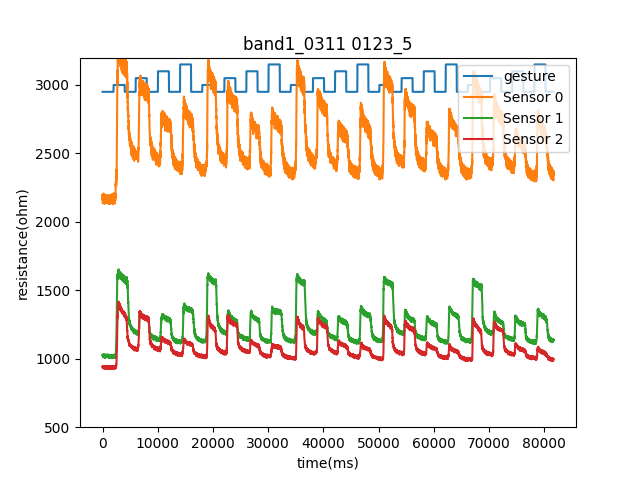 band1_0311 0123_5
gesture
Sensor 0
Sensor 1
Sensor 2
3000
2500
2000
1500
1000
500
resistance(ohm)
0 10000 20000 30000 40000 50000 60000 70000 80000
time(ms)